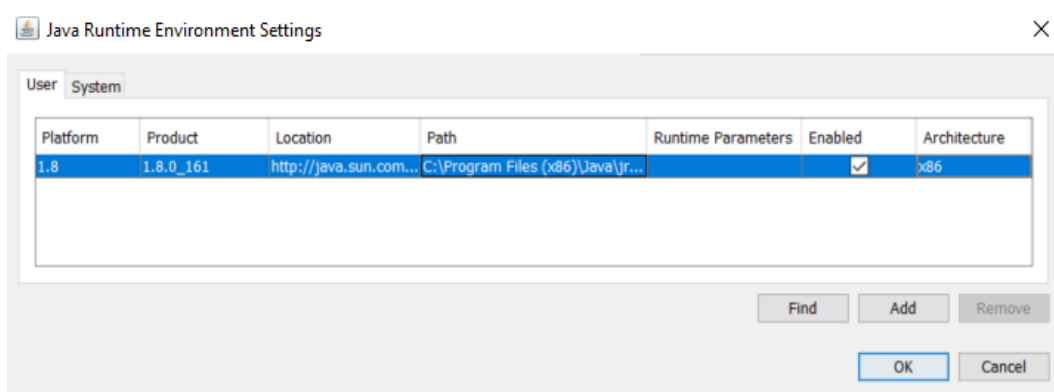 Java Runtime Environment Settings
User System
Platform Product Location Path Runtime Parameters Enabled Architecture
1.8 1.8.0_161 http://java.sun.com... C:\Program Files (x86)\Java\jr... x86
Find Add Remove
OK Cancel